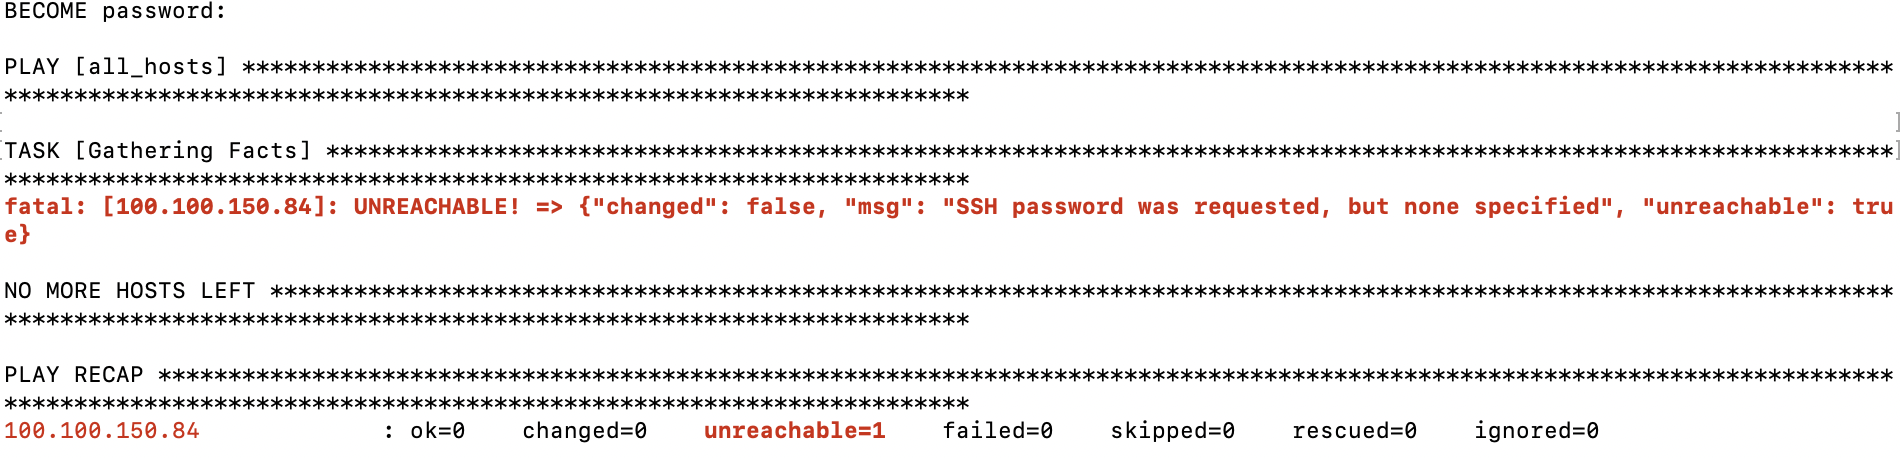 BECOME password:
PLAY [all_hosts] **********************************************************************************************************************
*********************************************************************
TASK [Gathering Facts] ****************************************************************************************************************
*********************************************************************
fatal: [100.100.150.84]: UNREACHABLE! => {"changed": false, "msg": "SSH password was requested, but none specified", "unreachable": tru
e}
NO MORE HOSTS LEFT ********************************************************************************************************************
*********************************************************************
PLAY RECAP ****************************************************************************************************************************
*********************************************************************
100.100.150.84             : ok=0    changed=0    unreachable=1    failed=0    skipped=0    rescued=0    ignored=0